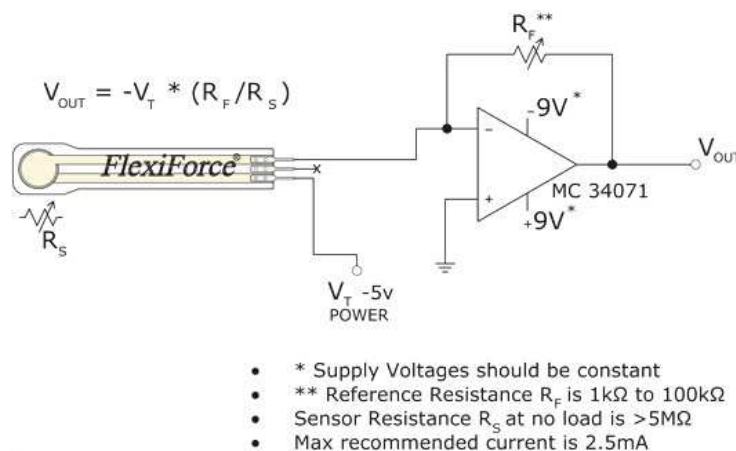 R_F**
V_OUT = -V_T * (R_F/R_S)
-9V*
FlexiForce®
x
-
+
V_OUT
MC 34071
+9V*
R_S
V_T -5v
POWER
• * Supply Voltages should be constant
• ** Reference Resistance R_F is 1kΩ to 100kΩ
• Sensor Resistance R_S at no load is >5MΩ
• Max recommended current is 2.5mA